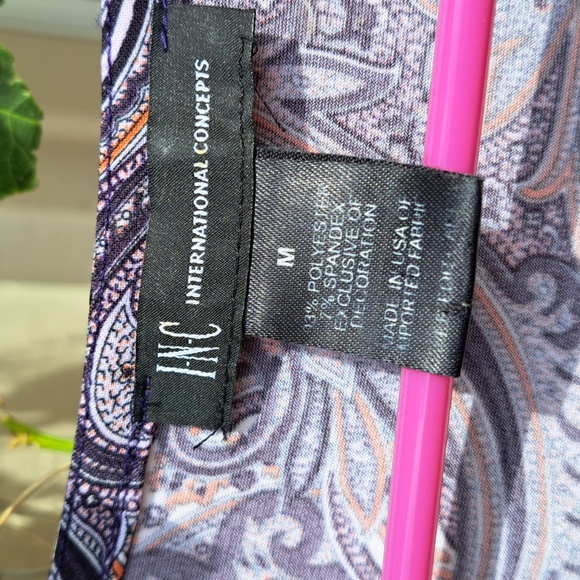 I·N·C INTERNATIONAL CONCEPTS
M
93% POLYESTER
7% SPANDEX
EXCLUSIVE OF
DECORATION
MADE IN USA OF
IMPORTED FABRIC